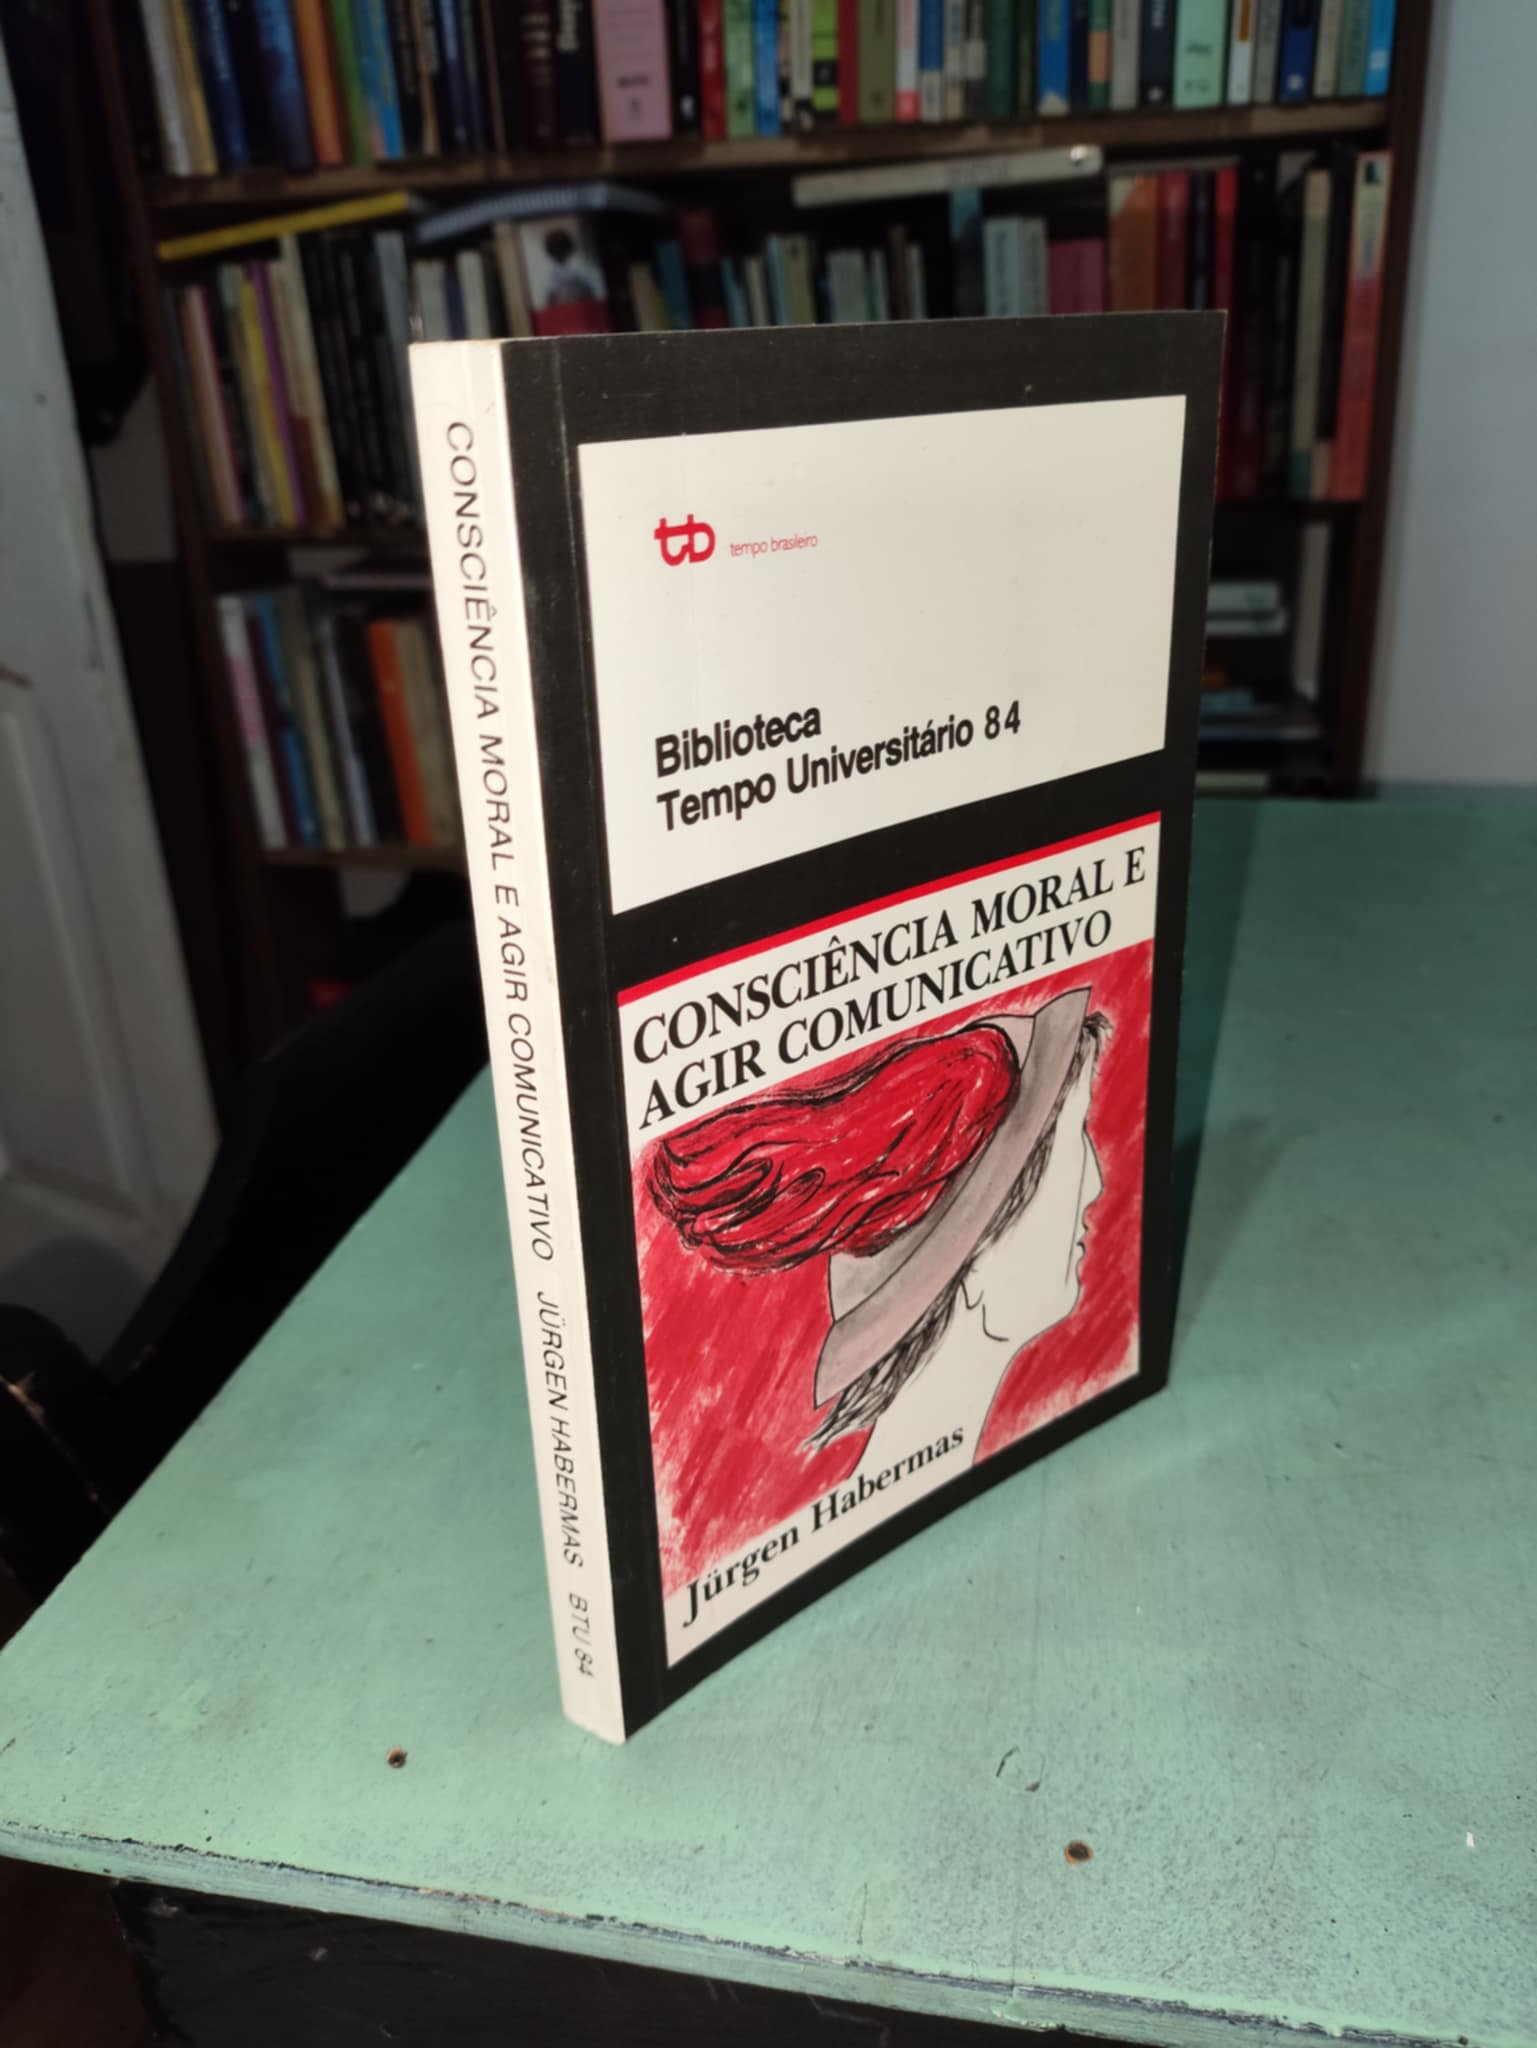 CONSCIÊNCIA MORAL E AGIR COMUNICATIVO JÜRGEN HABERMAS BTU 84
tb tempo brasileiro
Biblioteca
Tempo Universitário 84
CONSCIÊNCIA MORAL E
AGIR COMUNICATIVO
Jürgen Habermas